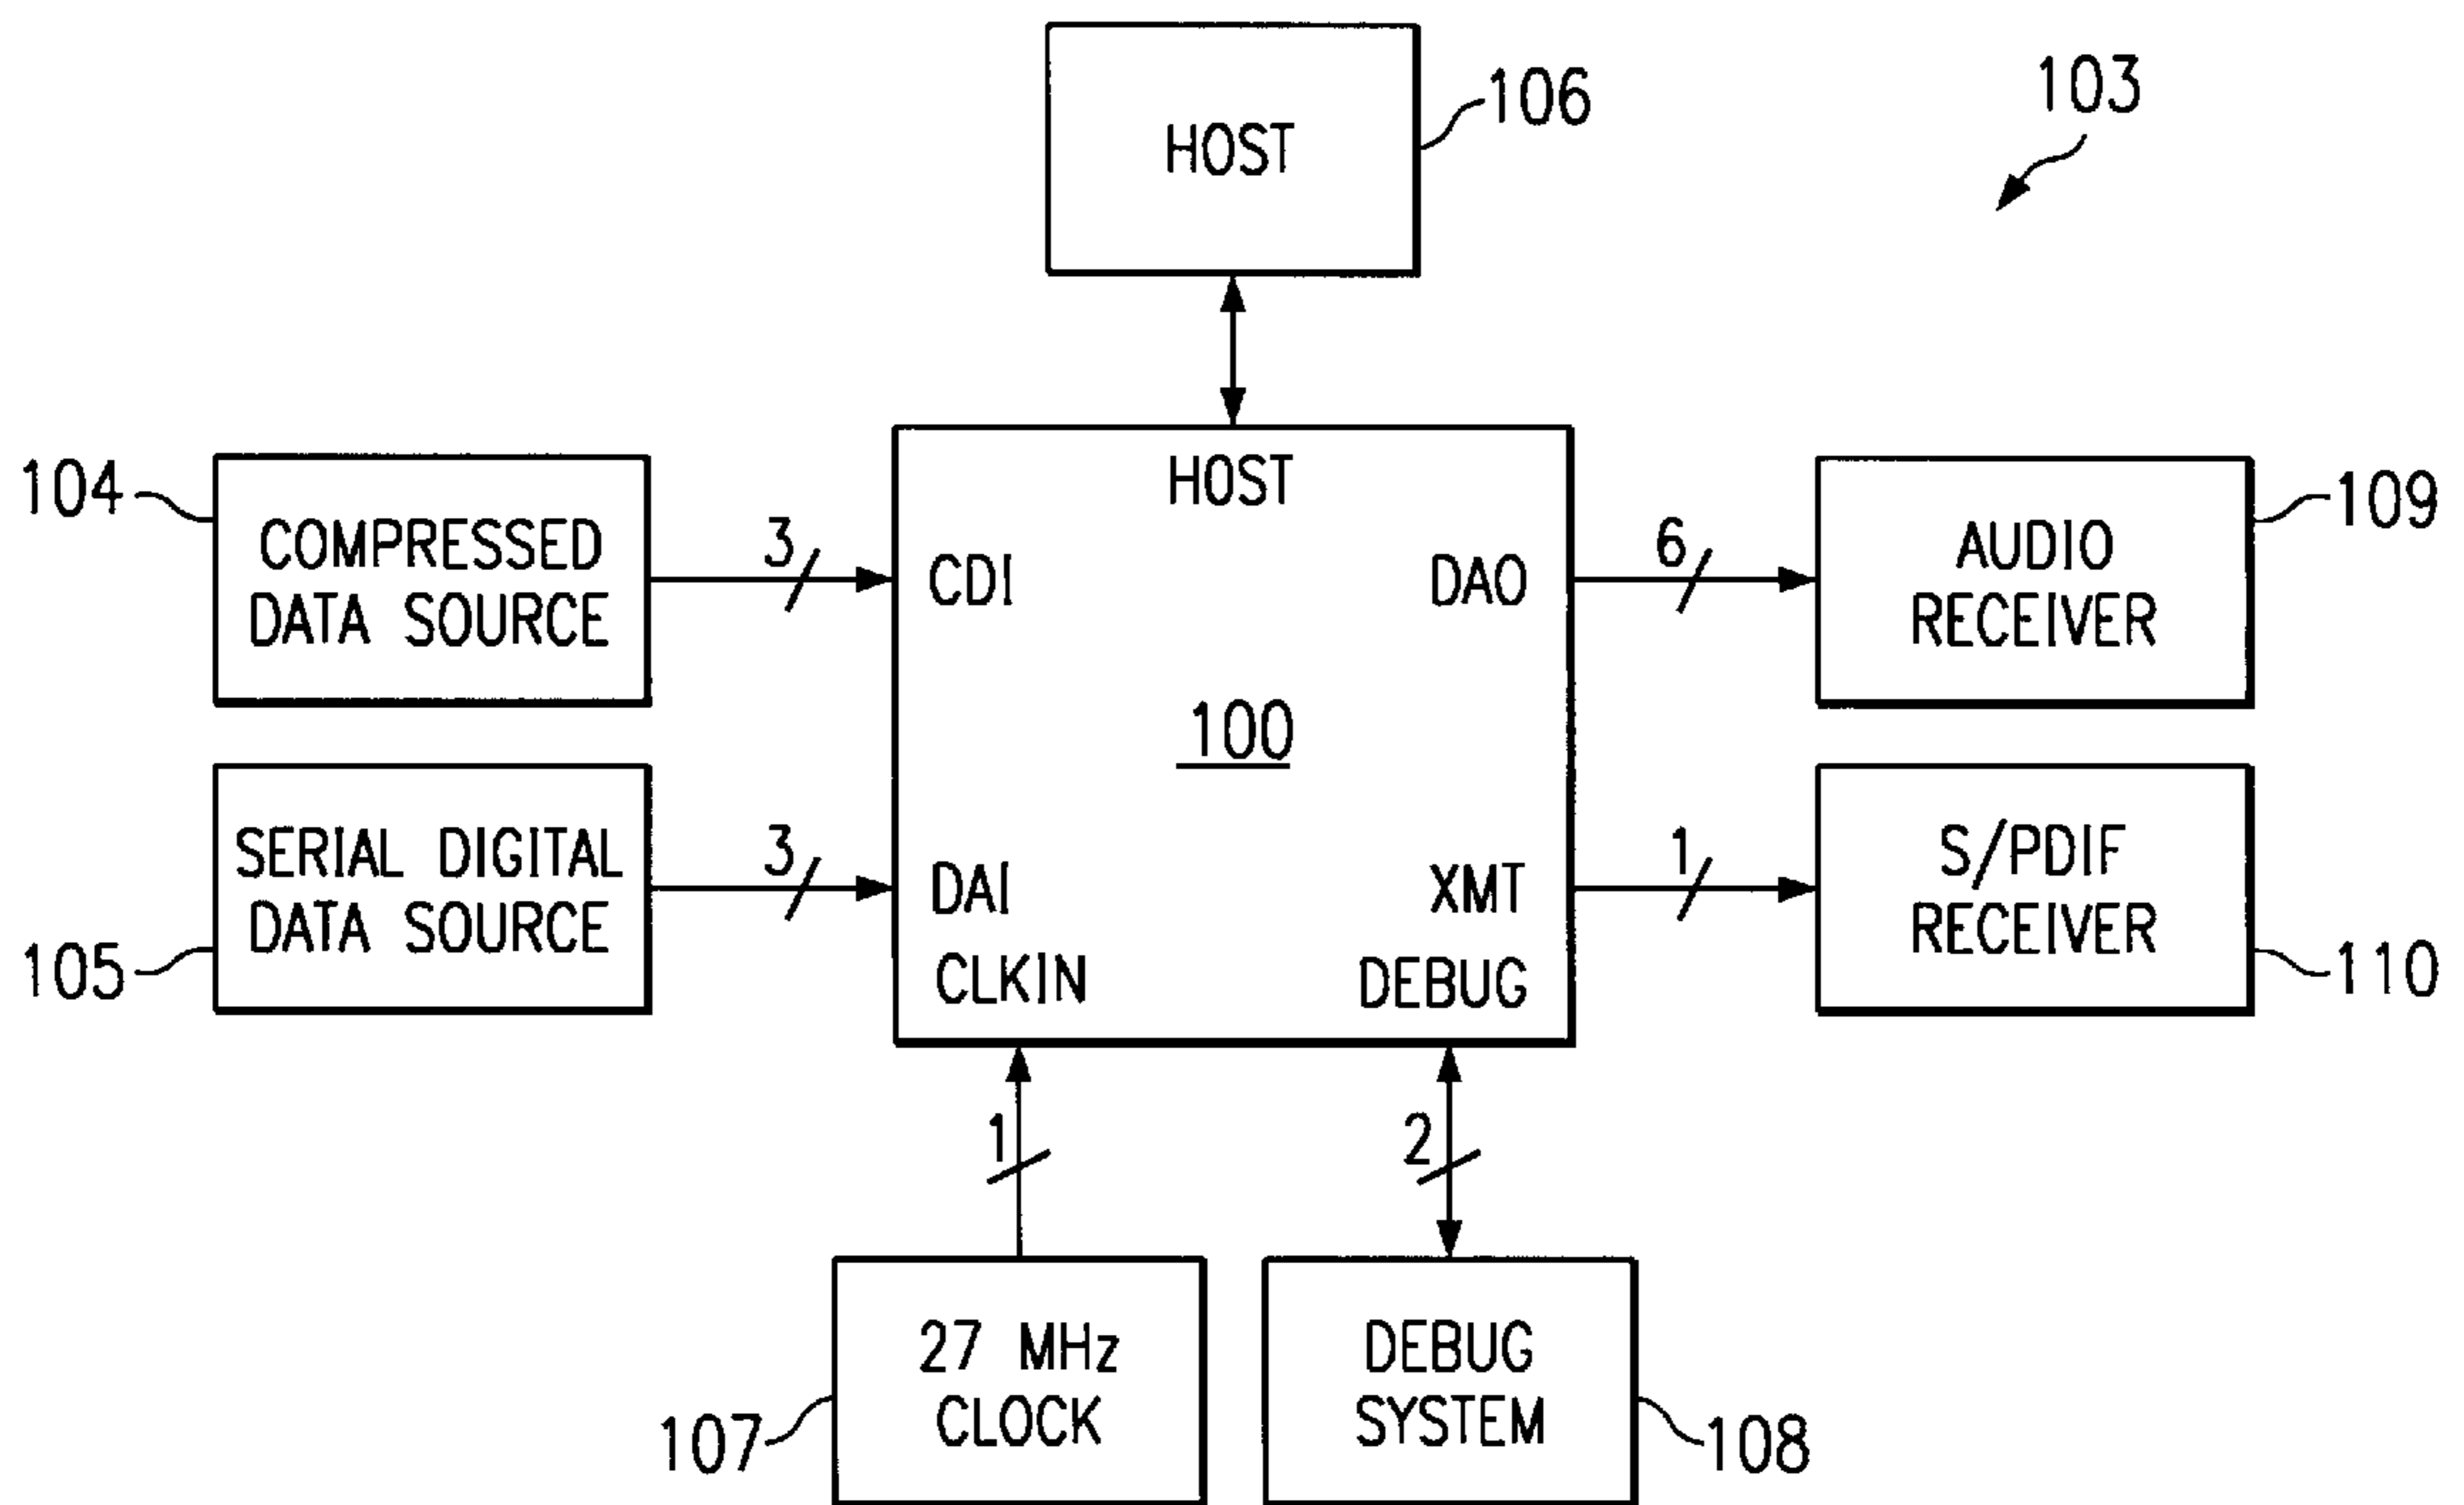 103
106
HOST
HOST
104
COMPRESSED
DATA SOURCE
3
CDI
DAO
6
AUDIO
RECEIVER
109
100
105
SERIAL DIGITAL
DATA SOURCE
3
DAI
XMT
1
S/PDIF
RECEIVER
110
CLKIN
DEBUG
1
2
27 MHz
CLOCK
107
DEBUG
SYSTEM
108